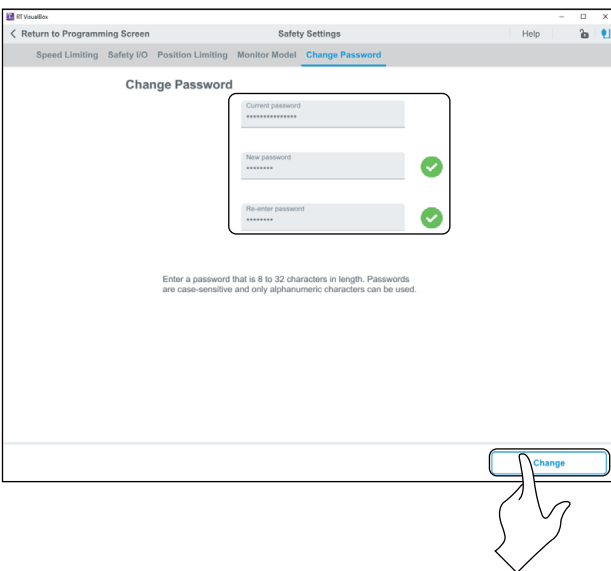 RT VisualBox
Return to Programming Screen Safety Settings Help
Speed Limiting Safety I/O Position Limiting Monitor Model Change Password
Change Password
Current password
***************
New password
********
Re-enter password
********
Enter a password that is 8 to 32 characters in length. Passwords
are case-sensitive and only alphanumeric characters can be used.
Change